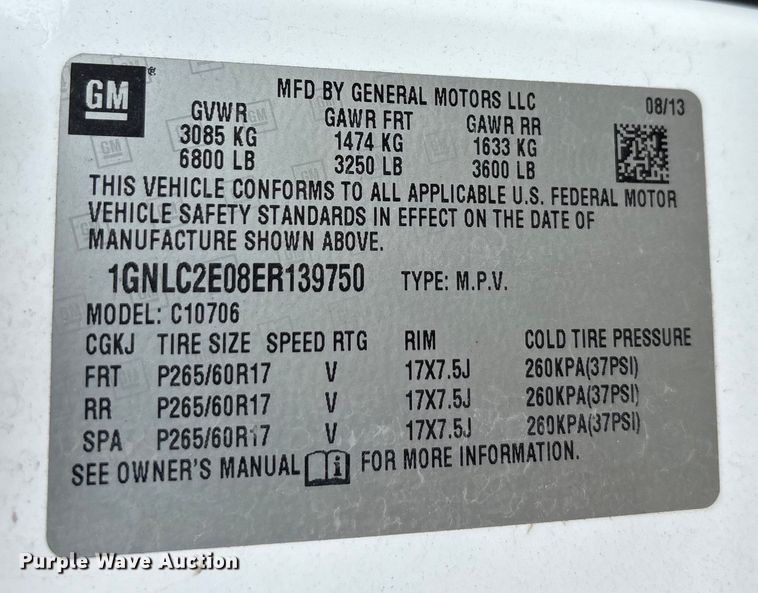 GM
MFD BY GENERAL MOTORS LLC 08/13
GVWR GAWR FRT GAWR RR
3085 KG 1474 KG 1633 KG
6800 LB 3250 LB 3600 LB
THIS VEHICLE CONFORMS TO ALL APPLICABLE U.S. FEDERAL MOTOR
VEHICLE SAFETY STANDARDS IN EFFECT ON THE DATE OF
MANUFACTURE SHOWN ABOVE.
1GNLC2E08ER139750 TYPE: M.P.V.
MODEL: C10706
CGKJ TIRE SIZE SPEED RTG RIM COLD TIRE PRESSURE
FRT P265/60R17 V 17X7.5J 260KPA(37PSI)
RR P265/60R17 V 17X7.5J 260KPA(37PSI)
SPA P265/60R17 V 17X7.5J 260KPA(37PSI)
SEE OWNER'S MANUAL i FOR MORE INFORMATION.
Purple Wave Auction